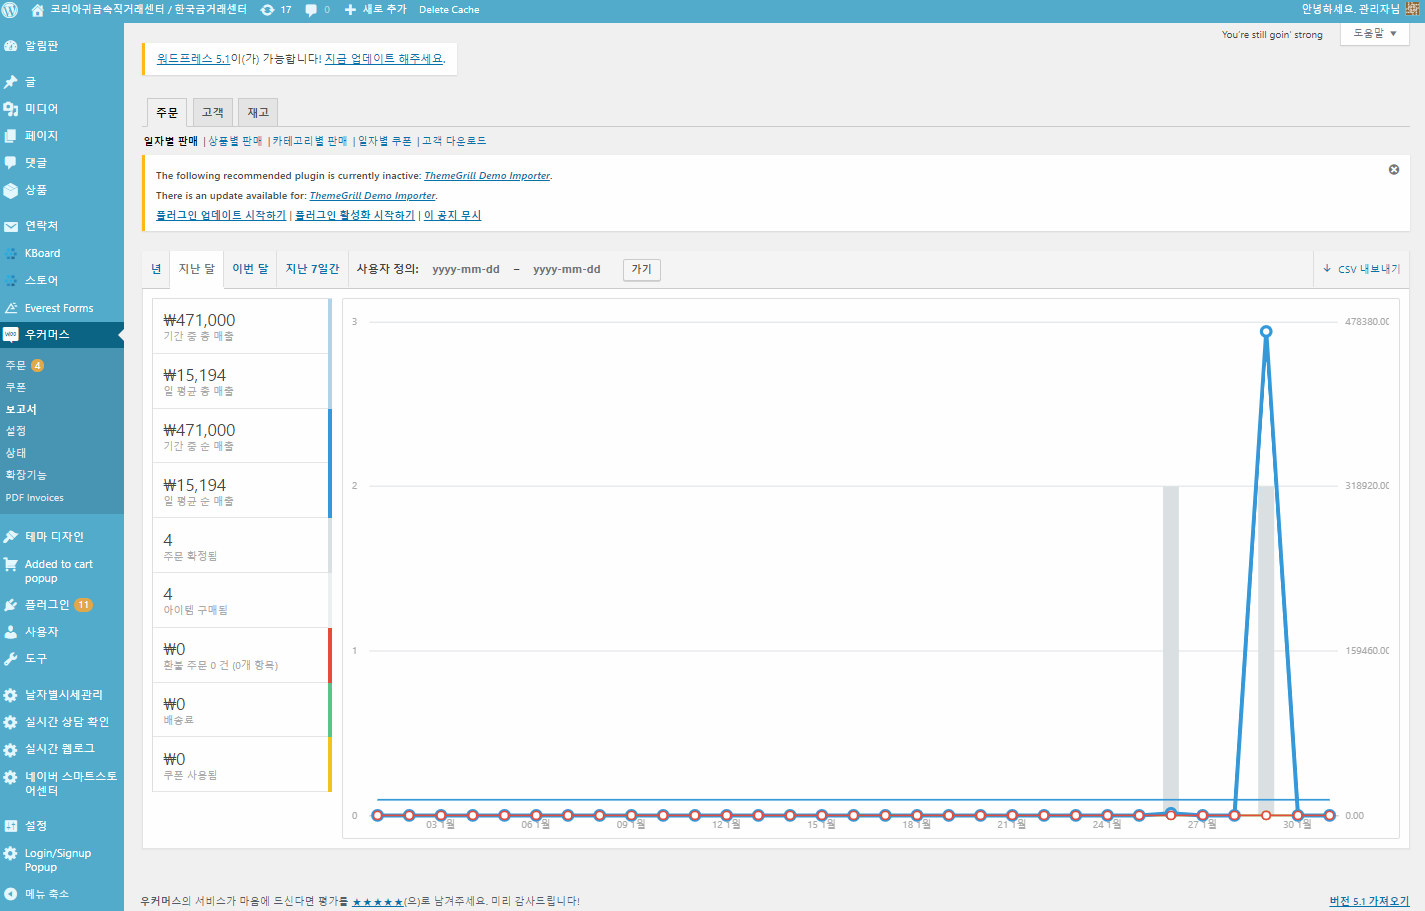 코리아귀금속직거래센터 / 한국금거래센터 17 0 새로 추가 Delete Cache 안녕하세요. 관리자님
알림판
글
미디어
페이지
댓글
상품
연락처
KBoard
스토어
Everest Forms
우커머스
주문 4
쿠폰
보고서
설정
상태
확장기능
PDF Invoices
테마 디자인
Added to cart
popup
플러그인 11
사용자
도구
날자별시세관리
실시간 상담 확인
실시간 웹로그
네이버 스마트스토
어센터
설정
Login/Signup
Popup
메뉴 축소
You're still goin' strong 도움말
워드프레스 5.1이(가) 가능합니다! 지금 업데이트 해주세요.
주문 고객 재고
일자별 판매 | 상품별 판매 | 카테고리별 판매 | 일자별 쿠폰 | 고객 다운로드
The following recommended plugin is currently inactive: ThemeGrill Demo Importer.
There is an update available for: ThemeGrill Demo Importer.
플러그인 업데이트 시작하기 | 플러그인 활성화 시작하기 | 이 공지 무시
년 지난 달 이번 달 지난 7일간 사용자 정의: yyyy-mm-dd – yyyy-mm-dd 가기 CSV 내보내기
₩471,000
기간 중 총 매출
₩15,194
일 평균 총 매출
₩471,000
기간 중 순 매출
₩15,194
일 평균 순 매출
4
주문 확정됨
4
아이템 구매됨
₩0
환불 주문 0 건 (0개 항목)
₩0
배송료
₩0
쿠폰 사용됨
3 478380.00
2 318920.00
1 159460.00
0 0.00
03 1월 06 1월 09 1월 12 1월 15 1월 18 1월 21 1월 24 1월 27 1월 30 1월
우커머스의 서비스가 마음에 드신다면 평가를 ★★★★★(으)로 남겨주세요. 미리 감사드립니다!
버전 5.1 가져오기